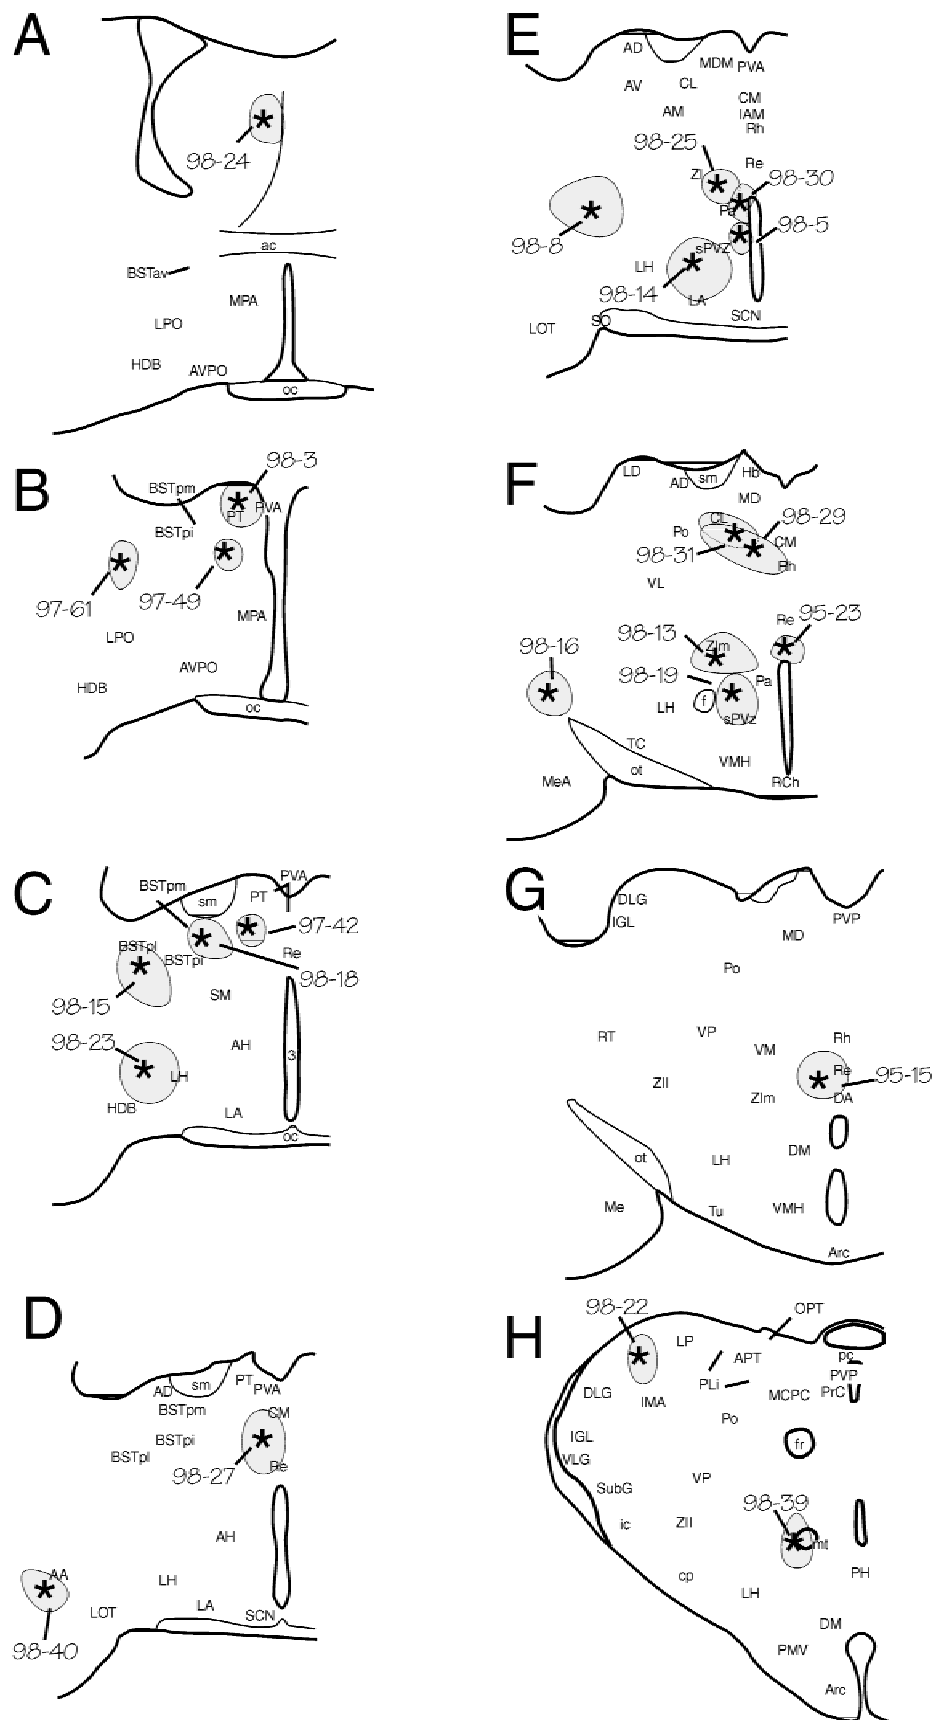 A
98-24
ac
BSTav
MPA
LPO
HDB
AVPO
oc
B
98-3
BSTpm
PT
PVA
BSTpi
97-61
97-49
MPA
LPO
AVPO
HDB
oc
C
PVA
BSTpm
PT
sm
97-42
BSTpl
BSTpi
Re
98-18
98-15
SM
98-23
AH
3
LH
HDB
LA
oc
D
PT
sm
AD
PVA
BSTpm
CM
BSTpi
BSTpl
Re
98-27
AH
AA
LH
LOT
LA
SCN
98-40
E
AD
MDM
PVA
AV
CL
CM
AM
IAM
Rh
98-25
Re
ZI
98-30
Pa
98-8
98-5
sPVz
LH
98-14
LA
SCN
SO
LOT
F
LD
AD
sm
Hb
MD
98-29
CL
Po
CM
98-31
Rh
VL
Re
95-23
98-13
ZIm
98-16
98-19
Pa
LH
f
sPVz
TC
VMH
ot
MeA
RCh
G
DLG
IGL
PVP
MD
Po
RT
VP
Rh
VM
Re
95-15
ZII
ZIm
DA
DM
ot
LH
Me
Tu
VMH
Arc
H
98-22
OPT
LP
APT
pc
PLi
PVP
DLG
IMA
MCPC
PrC
Po
IGL
fr
VLG
SubG
VP
98-39
ic
ZII
mt
cp
PH
LH
DM
PMV
Arc